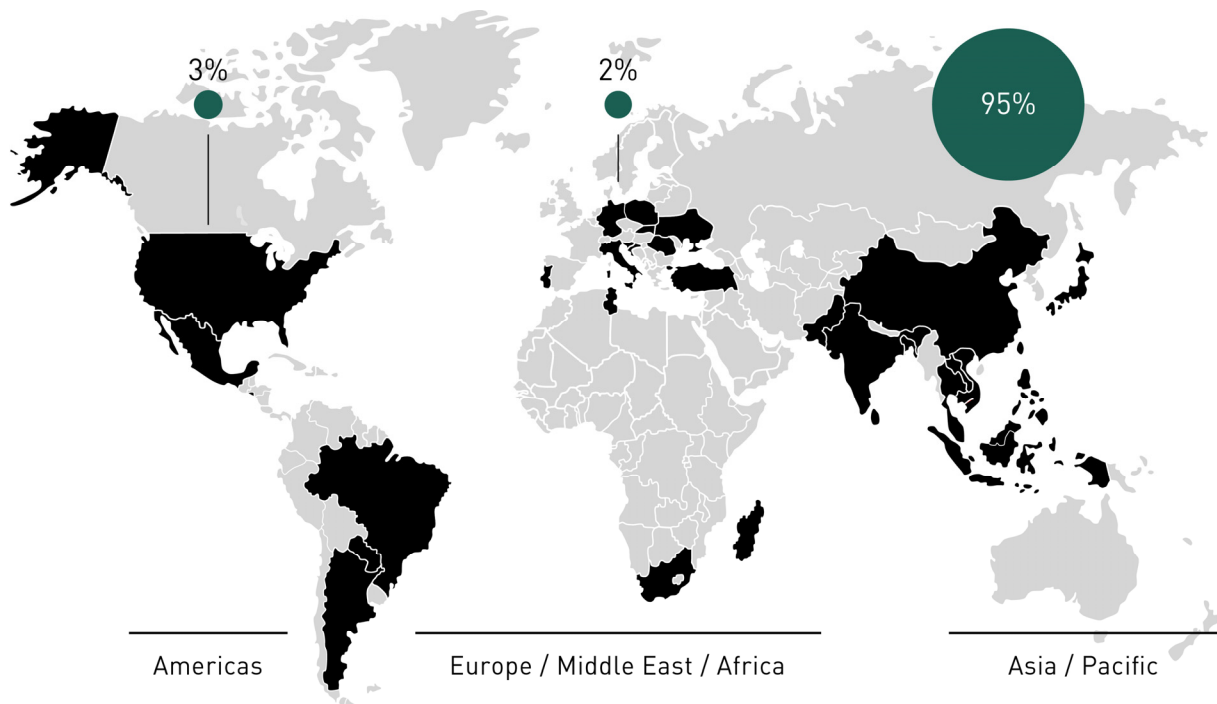 3%
2%
95%
Americas
Europe / Middle East / Africa
Asia / Pacific